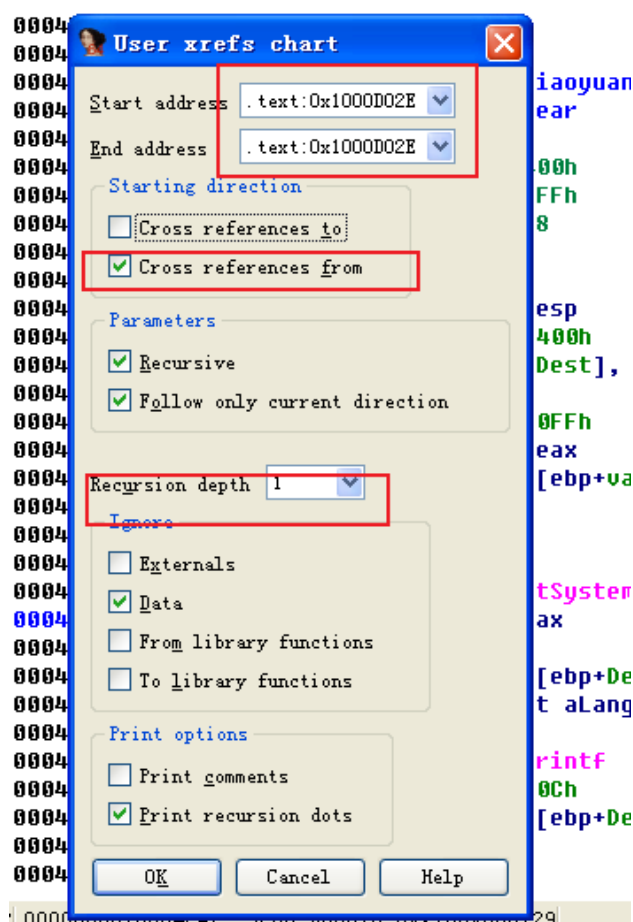 User xrefs chart
iaoyuan
Start address .text:0x1000D02E
ear
End address .text:0x1000D02E
00h
Starting direction
FFh
Cross references to
8
Cross references from
esp
Parameters
400h
Recursive
Dest],
Follow only current direction
0FFh
eax
Recursion depth 1
[ebp+va
Ignore
Externals
Data
tSystem
ax
From library functions
To library functions
[ebp+De
t aLang
Print options
rintf
Print comments
0Ch
Print recursion dots
[ebp+De
0004
OK Cancel Help